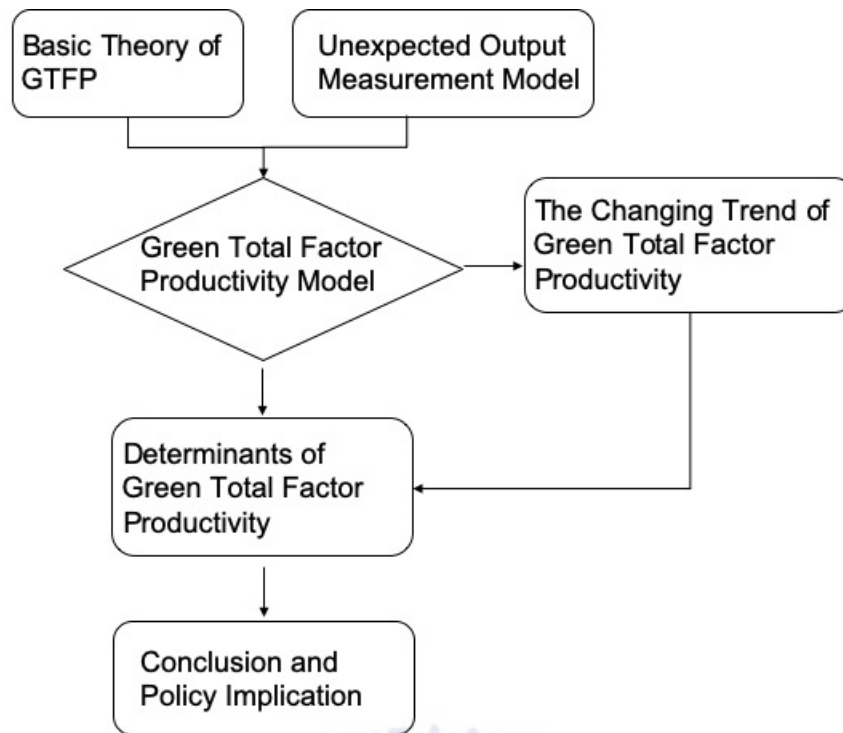 Basic Theory of
GTFP
Unexpected Output
Measurement Model
Green Total Factor
Productivity Model
The Changing Trend of
Green Total Factor
Productivity
Determinants of
Green Total Factor
Productivity
Conclusion and
Policy Implication